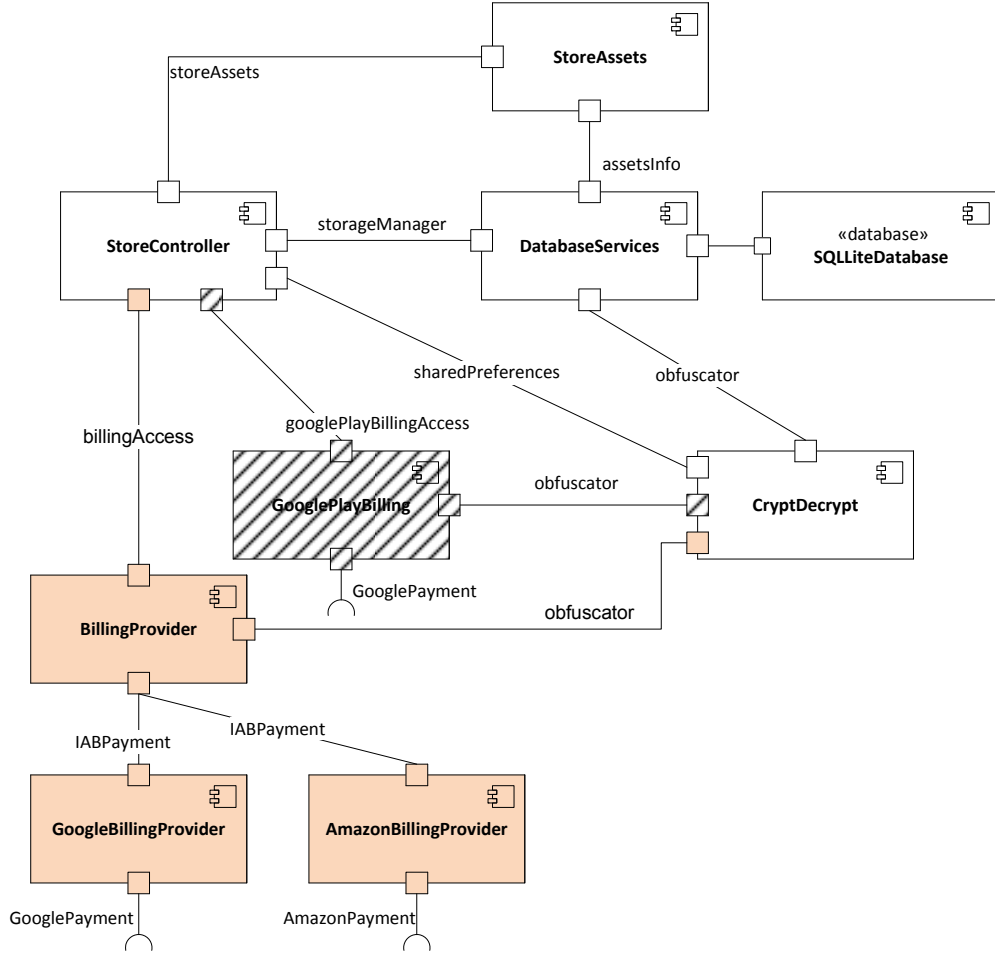 StoreAssets
storeAssets
assetsInfo
StoreController
storageManager
DatabaseServices
«database»
SQLLiteDatabase
sharedPreferences
obfuscator
billingAccess
googlePlayBillingAccess
GooglePlayBilling
obfuscator
CryptDecrypt
GooglePayment
BillingProvider
obfuscator
IABPayment
IABPayment
GoogleBillingProvider
AmazonBillingProvider
GooglePayment
AmazonPayment